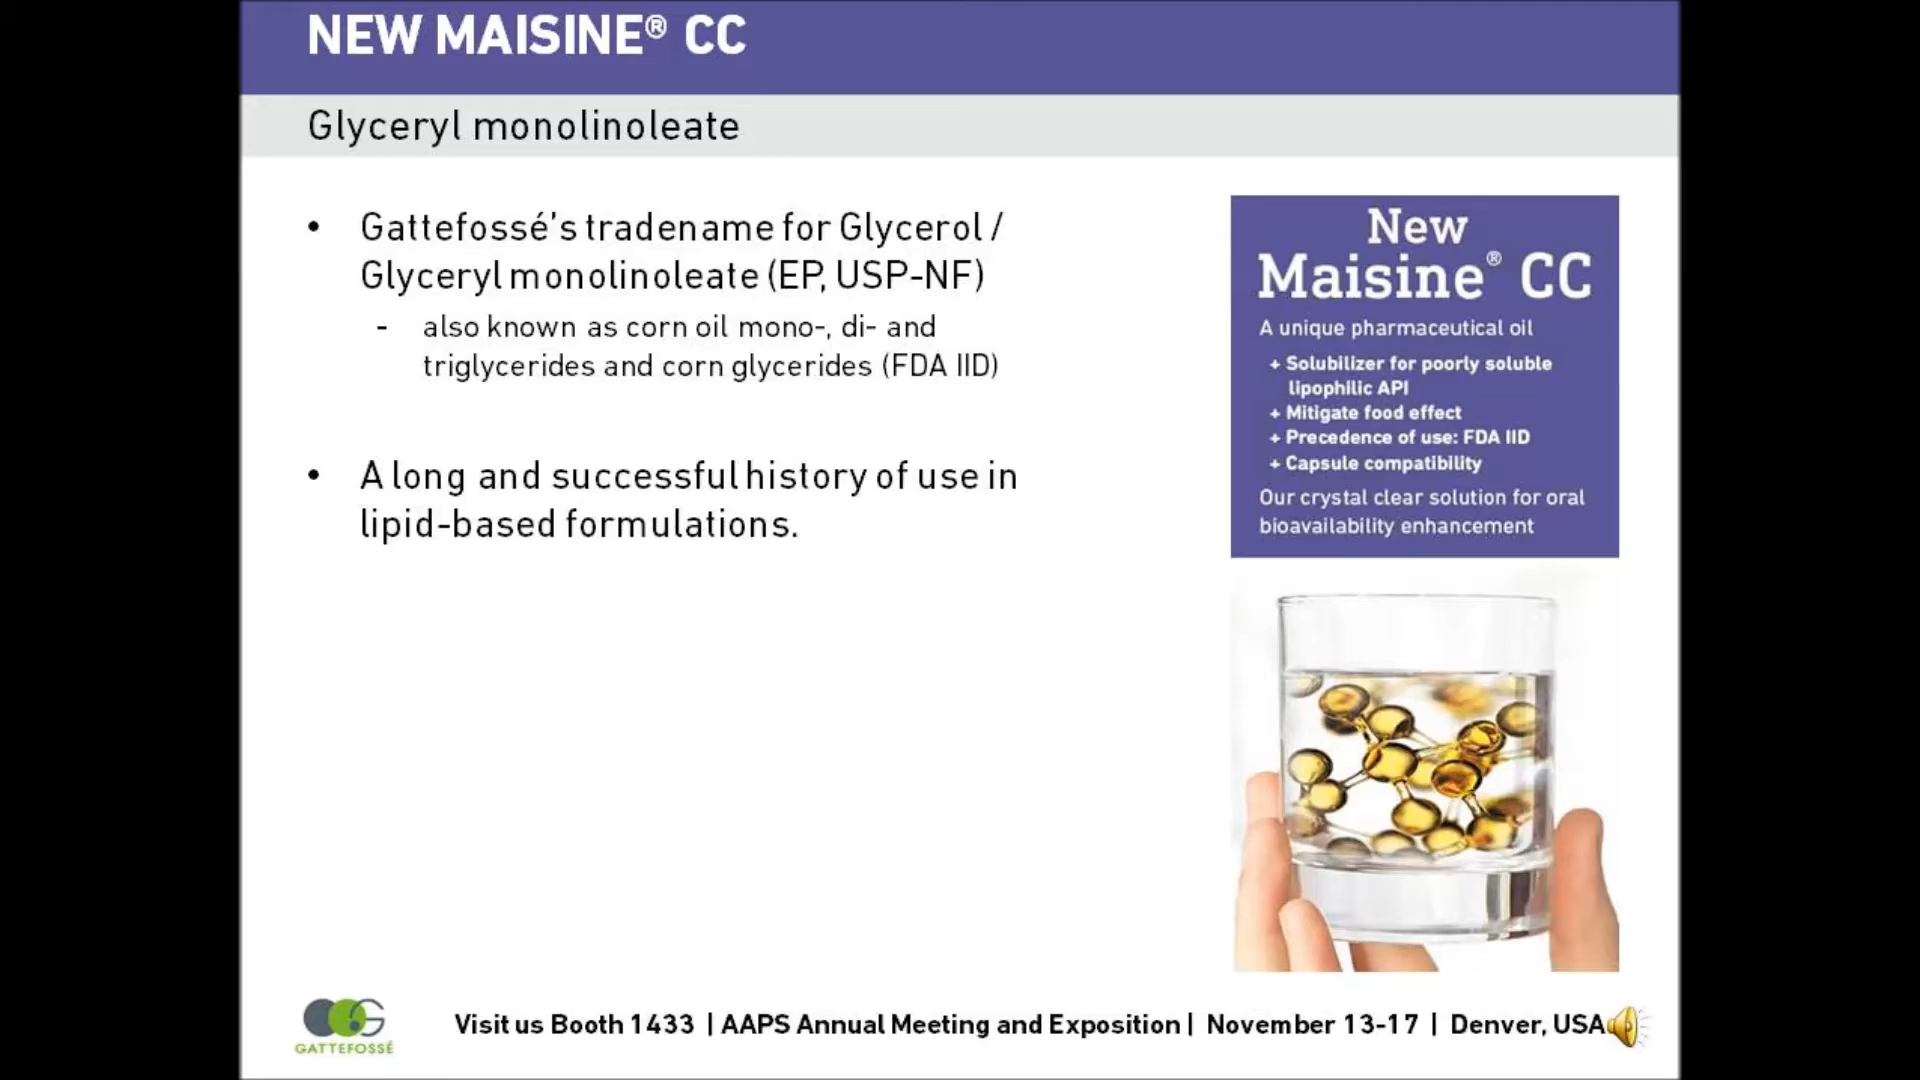 NEW MAISINE® CC
Glyceryl monolinoleate
• Gattefossé's tradename for Glycerol /
Glyceryl monolinoleate (EP, USP-NF)
- also known as corn oil mono-, di- and
triglycerides and corn glycerides (FDA IID)
• A long and successful history of use in
lipid-based formulations.
New
Maisine® CC
A unique pharmaceutical oil
+ Solubilizer for poorly soluble
lipophilic API
+ Mitigate food effect
+ Precedence of use: FDA IID
+ Capsule compatibility
Our crystal clear solution for oral
bioavailability enhancement
GATTEFOSSÉ
Visit us Booth 1433 | AAPS Annual Meeting and Exposition | November 13-17 | Denver, USA